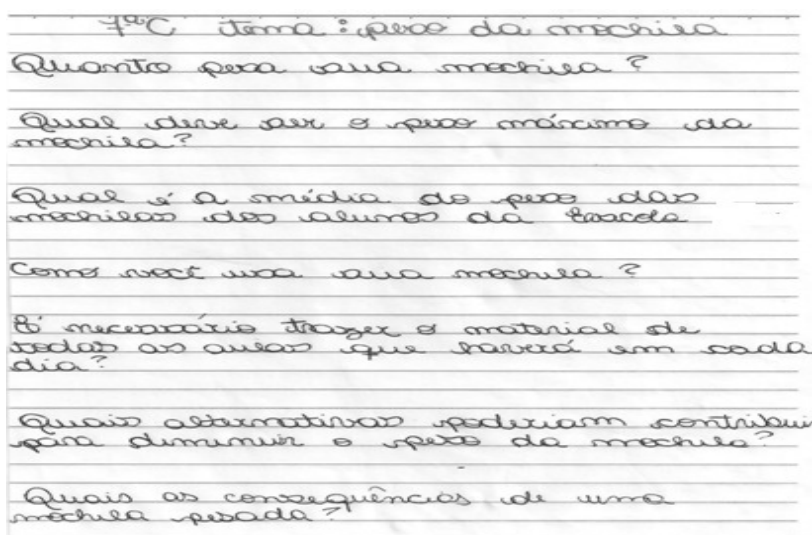 7ªC tema: peso da mochila
Quanto pesa sua mochila?
Qual deve ser o peso máximo da
mochila?
Qual é a média do peso das
mochilas dos alunos da Escola
Como você usa sua mochila?
É necessário trazer o material de
todas as aulas que haverá em cada
dia?
Quais alternativas poderiam contribui
para diminuir o peso da mochila?
Quais as consequências de uma
mochila pesada?